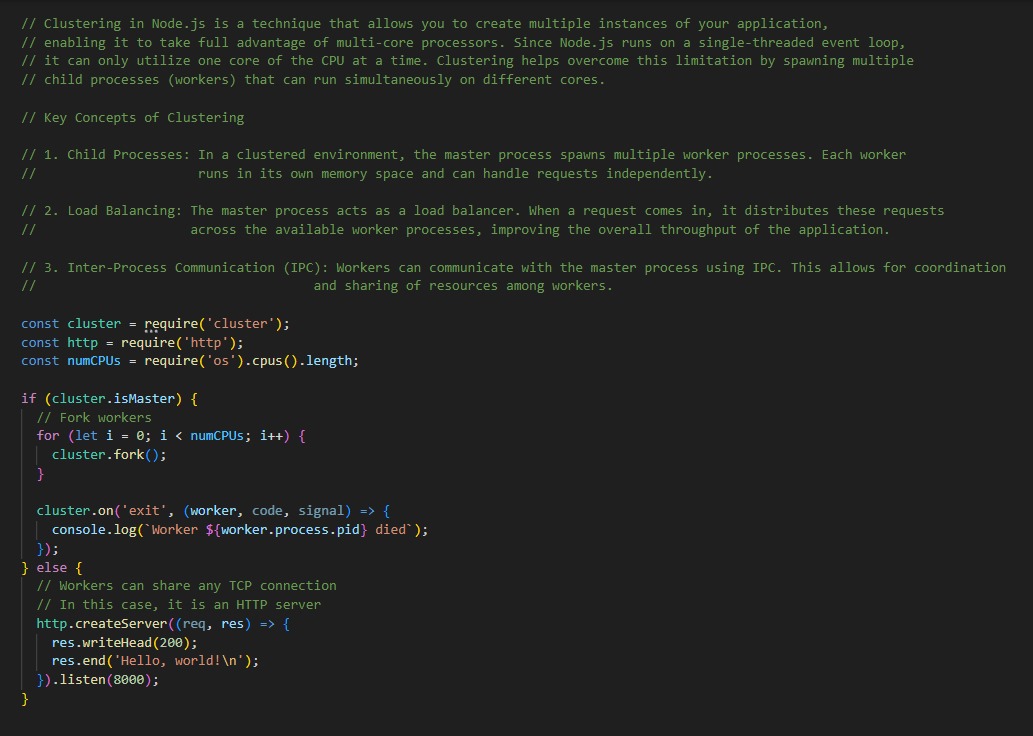 // Clustering in Node.js is a technique that allows you to create multiple instances of your application,
// enabling it to take full advantage of multi-core processors. Since Node.js runs on a single-threaded event loop,
// it can only utilize one core of the CPU at a time. Clustering helps overcome this limitation by spawning multiple
// child processes (workers) that can run simultaneously on different cores.

// Key Concepts of Clustering

// 1. Child Processes: In a clustered environment, the master process spawns multiple worker processes. Each worker
//                     runs in its own memory space and can handle requests independently.

// 2. Load Balancing: The master process acts as a load balancer. When a request comes in, it distributes these requests
//                    across the available worker processes, improving the overall throughput of the application.

// 3. Inter-Process Communication (IPC): Workers can communicate with the master process using IPC. This allows for coordination
//                                    and sharing of resources among workers.

const cluster = require('cluster');
const http = require('http');
const numCPUs = require('os').cpus().length;

if (cluster.isMaster) {
  // Fork workers
  for (let i = 0; i < numCPUs; i++) {
    cluster.fork();
  }

  cluster.on('exit', (worker, code, signal) => {
    console.log(`Worker ${worker.process.pid} died`);
  });
} else {
  // Workers can share any TCP connection
  // In this case, it is an HTTP server
  http.createServer((req, res) => {
    res.writeHead(200);
    res.end('Hello, world!\n');
  }).listen(8000);
}